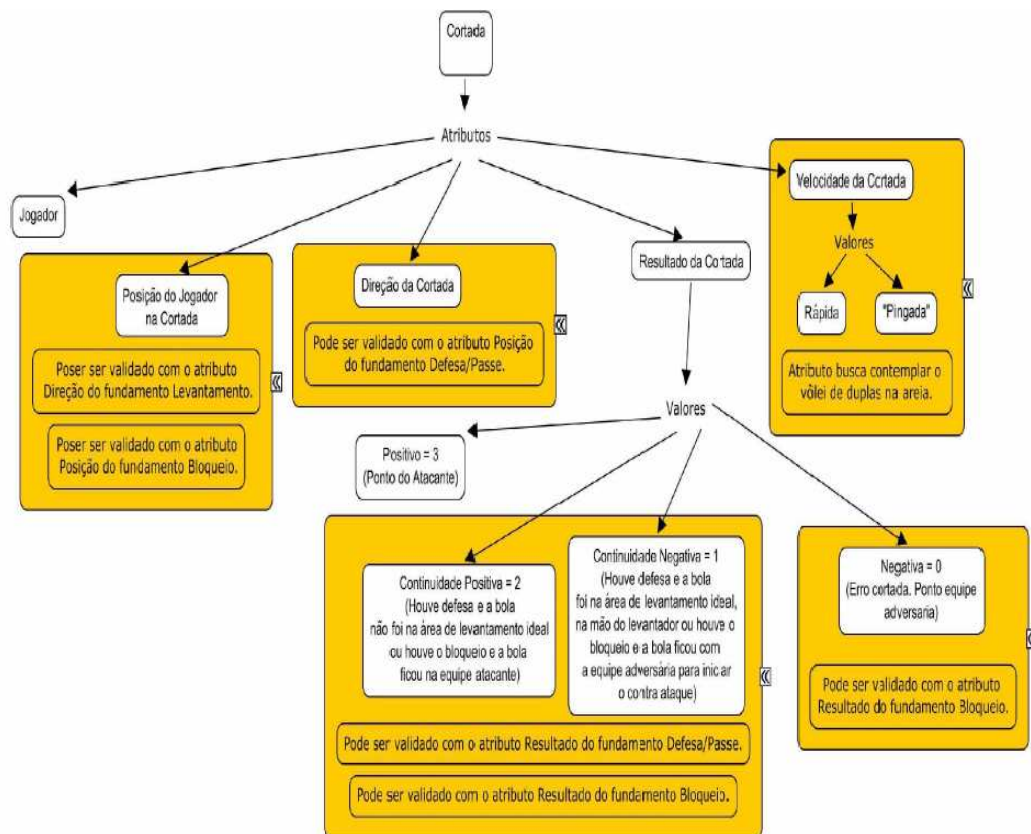 Cortada
Atributos
Jogador
Posição do Jogador
na Cortada
Poser ser validado com o atributo
Direção do fundamento Levantamento.
Poser ser validado com o atributo
Posição do fundamento Bloqueio.
Direção da Cortada
Pode ser validado com o atributo Posição
do fundamento Defesa/Passe.
Resultado da Cortada
Velocidade da Cortada
Valores
Rápida
"Pingada"
Atributo busca contemplar o
vôlei de duplas na areia.
Valores
Positivo = 3
(Ponto do Atacante)
Continuidade Positiva = 2
(Houve defesa e a bola
não foi na área de levantamento ideal
ou houve o bloqueio e a bola
ficou na equipe atacante)
Continuidade Negativa = 1
(Houve defesa e a bola
foi na área de levantamento ideal,
na mão do levantador ou houve o
bloqueio e a bola ficou com
a equipe adversária para iniciar
o contra ataque)
Pode ser validado com o atributo Resultado do fundamento Defesa/Passe.
Pode ser validado com o atributo Resultado do fundamento Bloqueio.
Negativa = 0
(Erro cortada. Ponto equipe
adversaria)
Pode ser validado com o atributo
Resultado do fundamento Bloqueio.